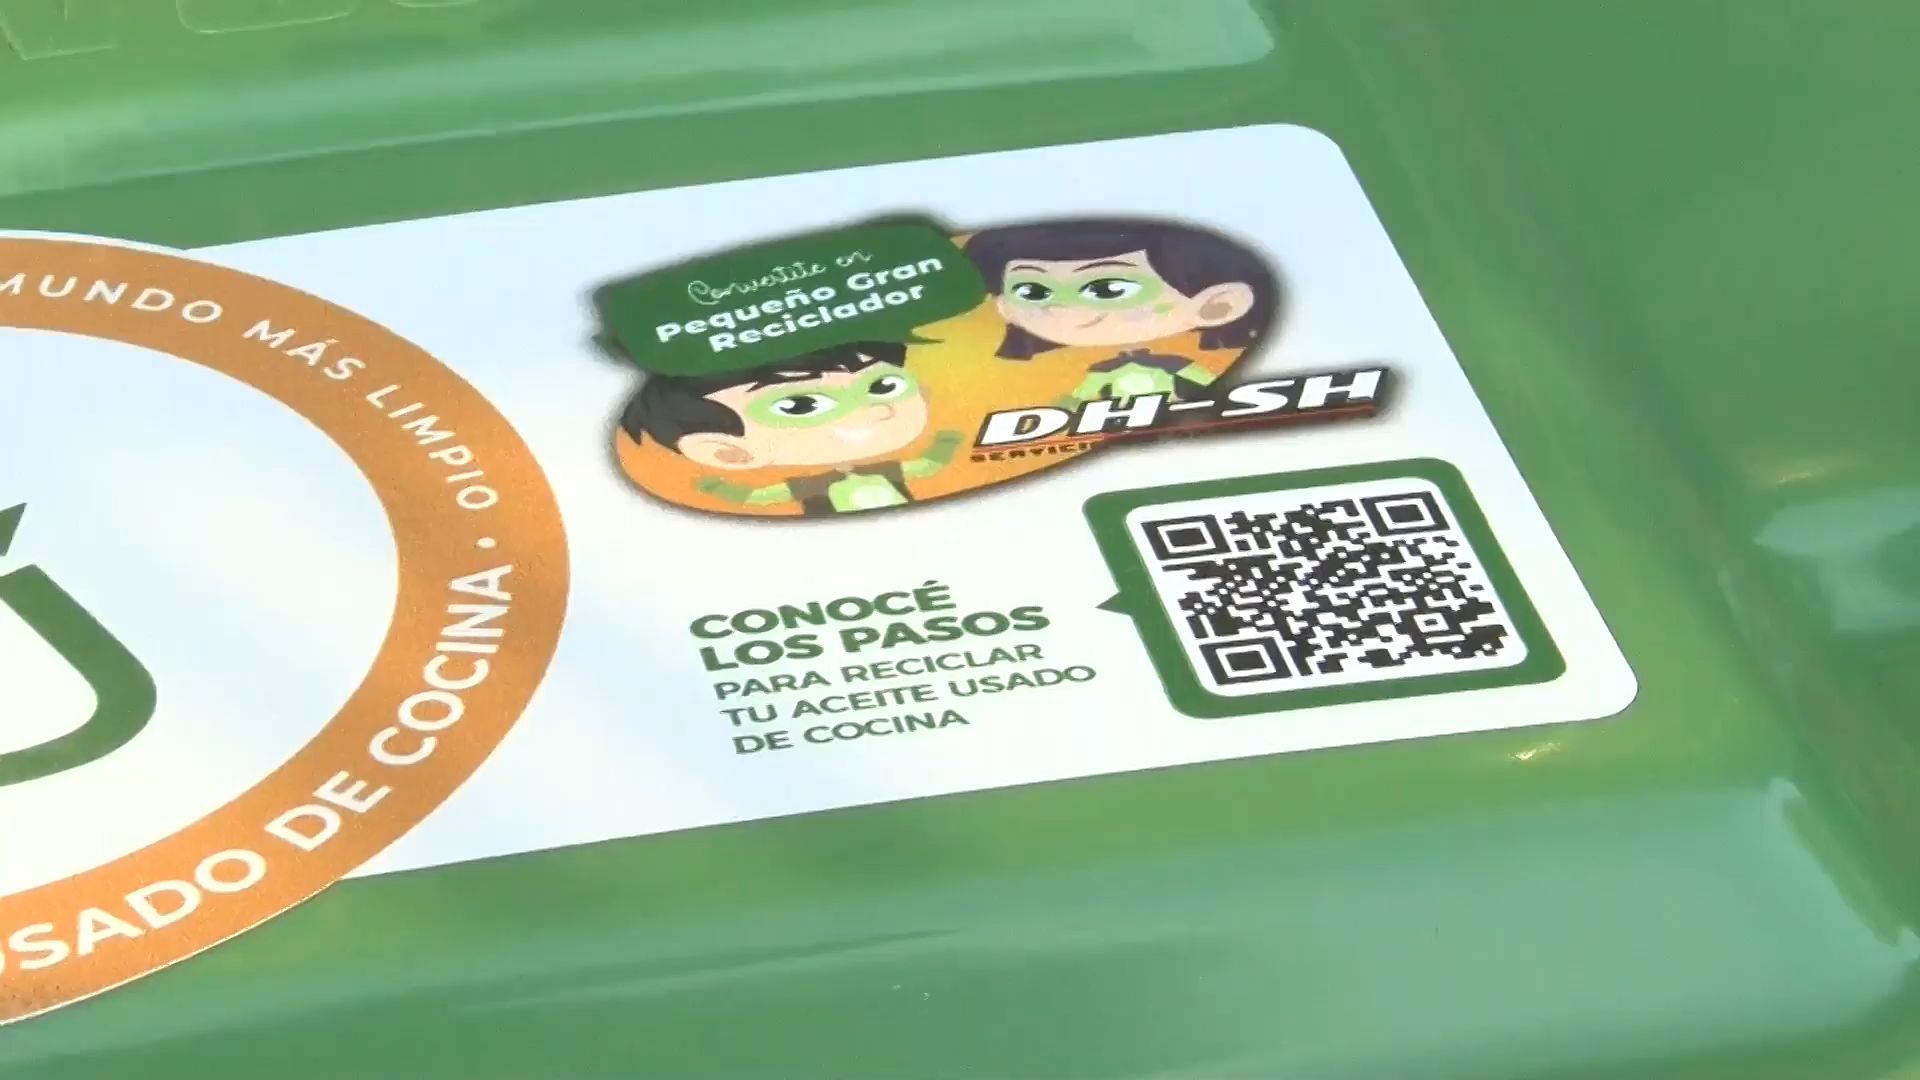 MUNDO MÁS LIMPIO •
USADO DE COCINA
Convertite en
Pequeño Gran
Reciclador
DH-SH
CONOCÉ
LOS PASOS
PARA RECICLAR
TU ACEITE USADO
DE COCINA